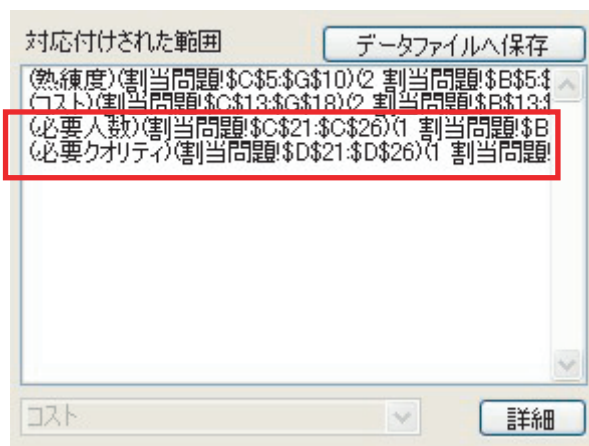 対応付けされた範囲
データファイルへ保存
(熟練度)(割当問題!$C$5:$G$10)(2 割当問題!$B$5:$
(コスト)(割当問題!$C$13:$G$18)(2 割当問題!$B$13:$
(必要人数)(割当問題!$C$21:$C$26)(1 割当問題!$B
(必要クオリティ)(割当問題!$D$21:$D$26)(1 割当問題!
コスト
詳細